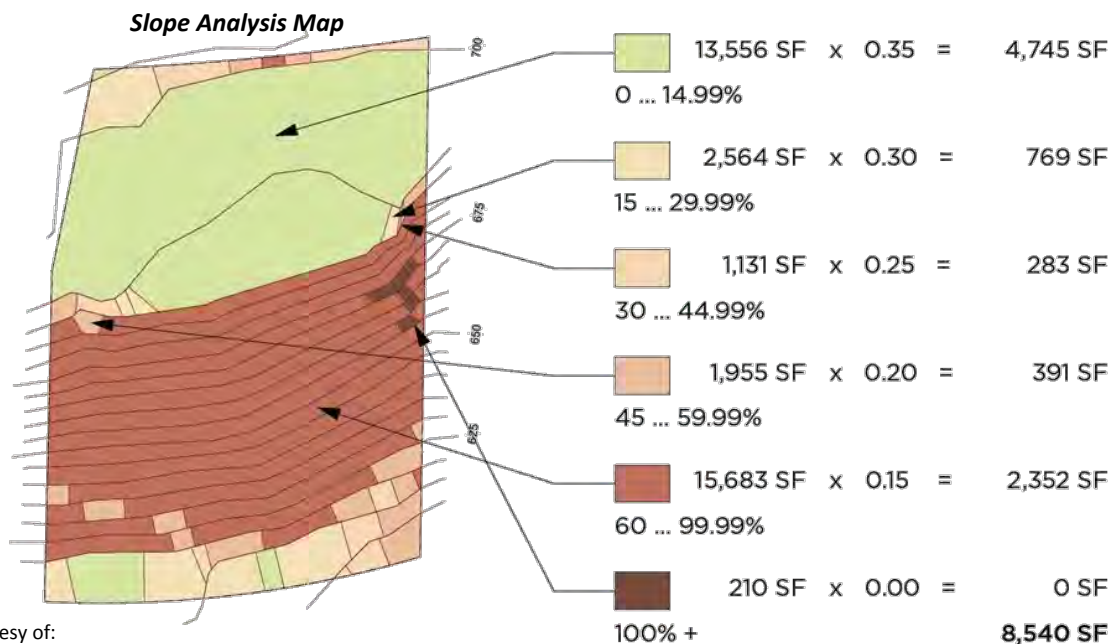 Slope Analysis Map
700
675
650
625
13,556 SF x 0.35 = 4,745 SF
0 ... 14.99%
2,564 SF x 0.30 = 769 SF
15 ... 29.99%
1,131 SF x 0.25 = 283 SF
30 ... 44.99%
1,955 SF x 0.20 = 391 SF
45 ... 59.99%
15,683 SF x 0.15 = 2,352 SF
60 ... 99.99%
210 SF x 0.00 = 0 SF
100% + 8,540 SF
esy of: